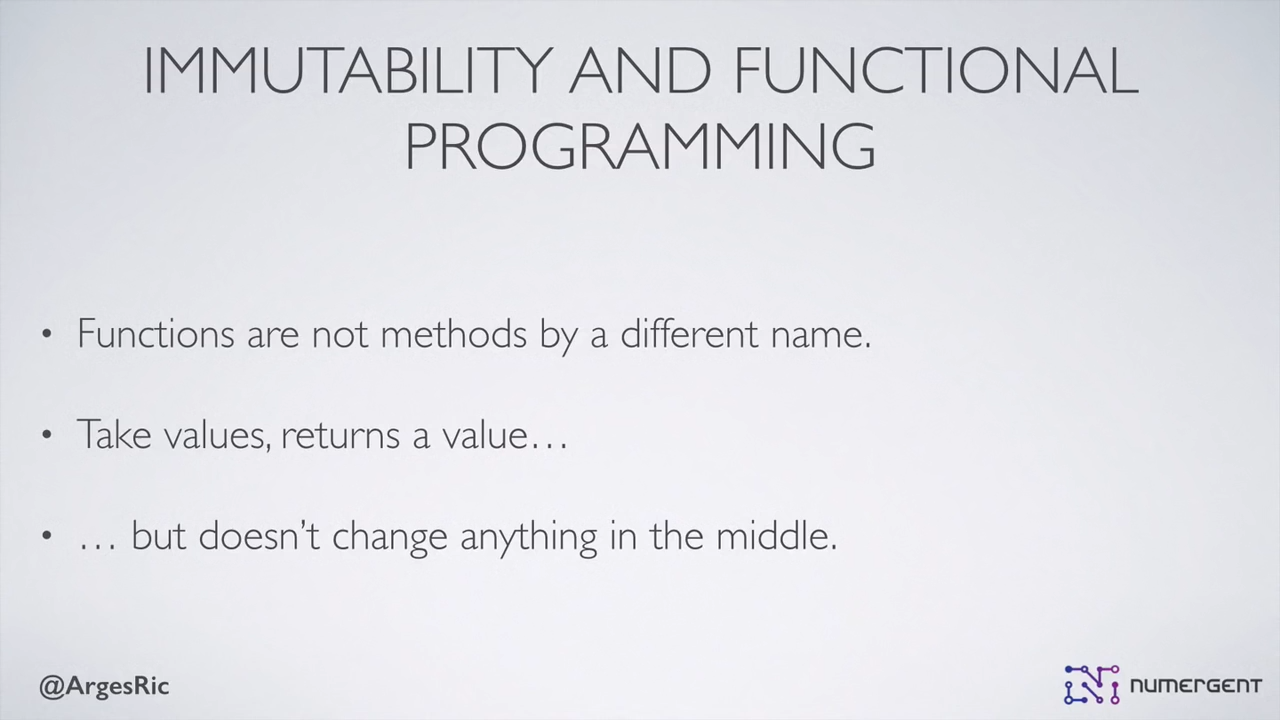 IMMUTABILITY AND FUNCTIONAL
PROGRAMMING
• Functions are not methods by a different name.
• Take values, returns a value…
• … but doesn’t change anything in the middle.
@ArgesRic
NUMERGENT